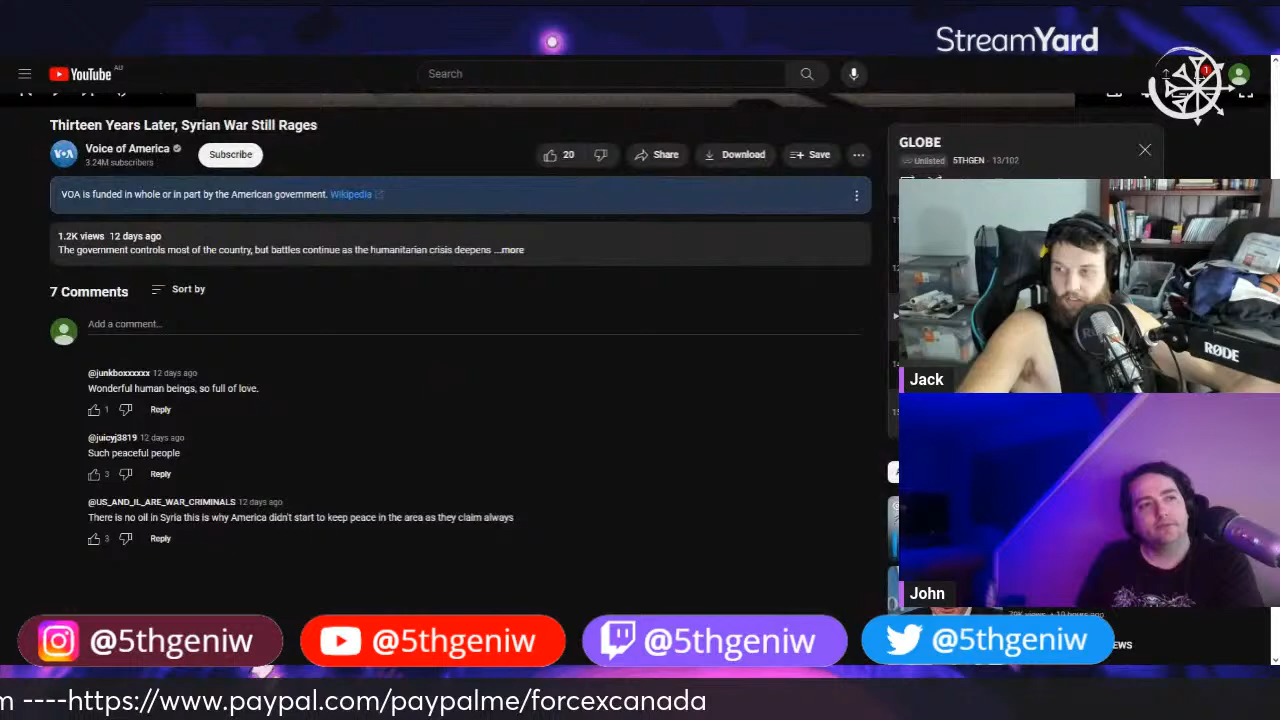 StreamYard
YouTube AU
Search
1
Thirteen Years Later, Syrian War Still Rages
VOA
Voice of America
3.24M subscribers
Subscribe
20
Share
Download
Save
GLOBE
Unlisted 5THGEN - 13/102
VOA is funded in whole or in part by the American government. Wikipedia
1.2K views 12 days ago
The government controls most of the country, but battles continue as the humanitarian crisis deepens ...more
7 Comments
Sort by
Add a comment...
@junkboxxxxxx 12 days ago
Wonderful human beings, so full of love.
1
Reply
@juicyj3819 12 days ago
Such peaceful people
3
Reply
@US_AND_IL_ARE_WAR_CRIMINALS 12 days ago
There is no oil in Syria this is why America didn't start to keep peace in the area as they claim always
3
Reply
RØDE
Jack
John
EWS
@5thgeniw
@5thgeniw
@5thgeniw
@5thgeniw
m ----https://www.paypal.com/paypalme/forcexcanada